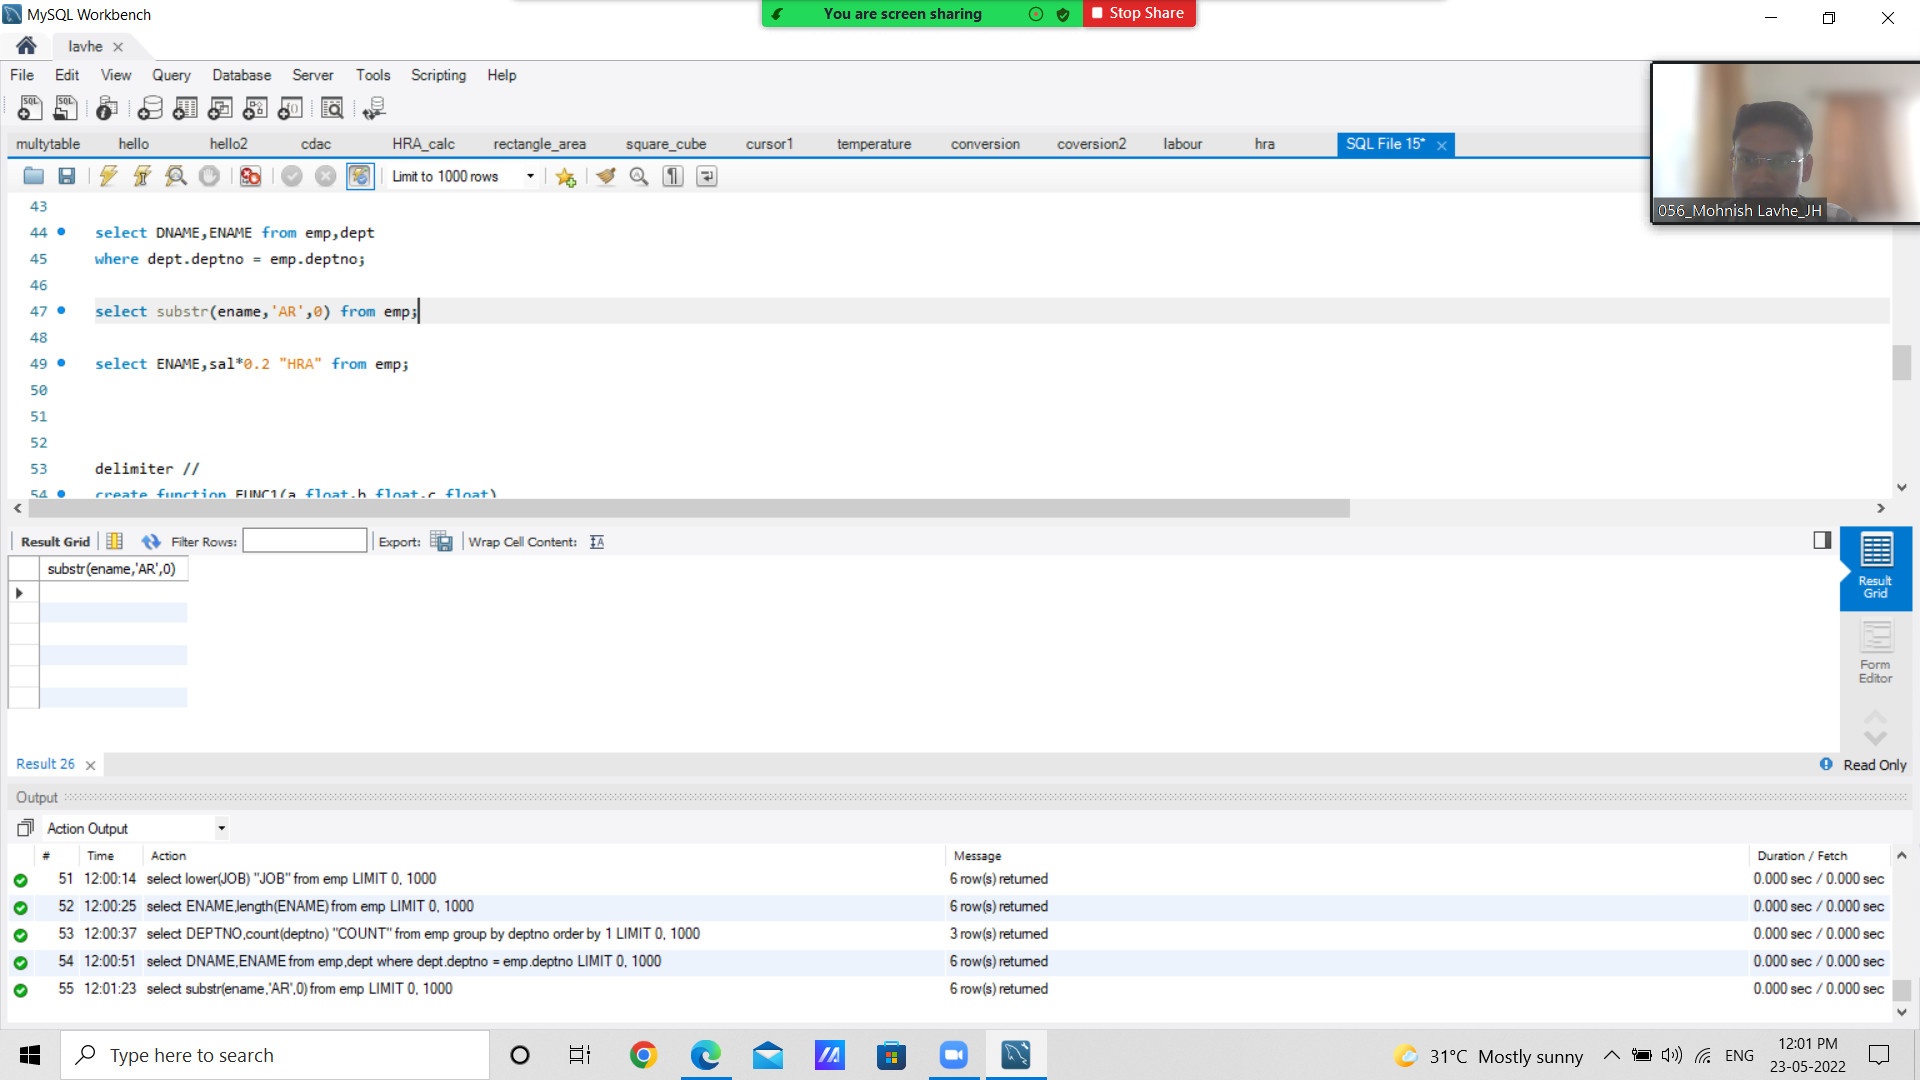 MySQL Workbench
You are screen sharing
Stop Share
lavhe
File Edit View Query Database Server Tools Scripting Help
multytable hello hello2 cdac HRA_calc rectangle_area square_cube cursor1 temperature conversion coversion2 labour hra SQL File 15*
056_Mohnish Lavhe_JH
Limit to 1000 rows
43
44 select DNAME,ENAME from emp,dept
45 where dept.deptno = emp.deptno;
46
47 select substr(ename,'AR',0) from emp;
48
49 select ENAME,sal*0.2 "HRA" from emp;
50
51
52
53 delimiter //
54 create function FUNC1(a float,b float,c float)
Result Grid Filter Rows: Export: Wrap Cell Content:
substr(ename,'AR',0)
Result Grid
Form Editor
Result 26
Read Only
Output
Action Output
# Time Action Message Duration / Fetch
51 12:00:14 select lower(JOB) "JOB" from emp LIMIT 0, 1000 6 row(s) returned 0.000 sec / 0.000 sec
52 12:00:25 select ENAME,length(ENAME) from emp LIMIT 0, 1000 6 row(s) returned 0.000 sec / 0.000 sec
53 12:00:37 select DEPTNO,count(deptno) "COUNT" from emp group by deptno order by 1 LIMIT 0, 1000 3 row(s) returned 0.000 sec / 0.000 sec
54 12:00:51 select DNAME,ENAME from emp,dept where dept.deptno = emp.deptno LIMIT 0, 1000 6 row(s) returned 0.000 sec / 0.000 sec
55 12:01:23 select substr(ename,'AR',0) from emp LIMIT 0, 1000 6 row(s) returned 0.000 sec / 0.000 sec
Type here to search
31°C Mostly sunny
ENG
12:01 PM
23-05-2022